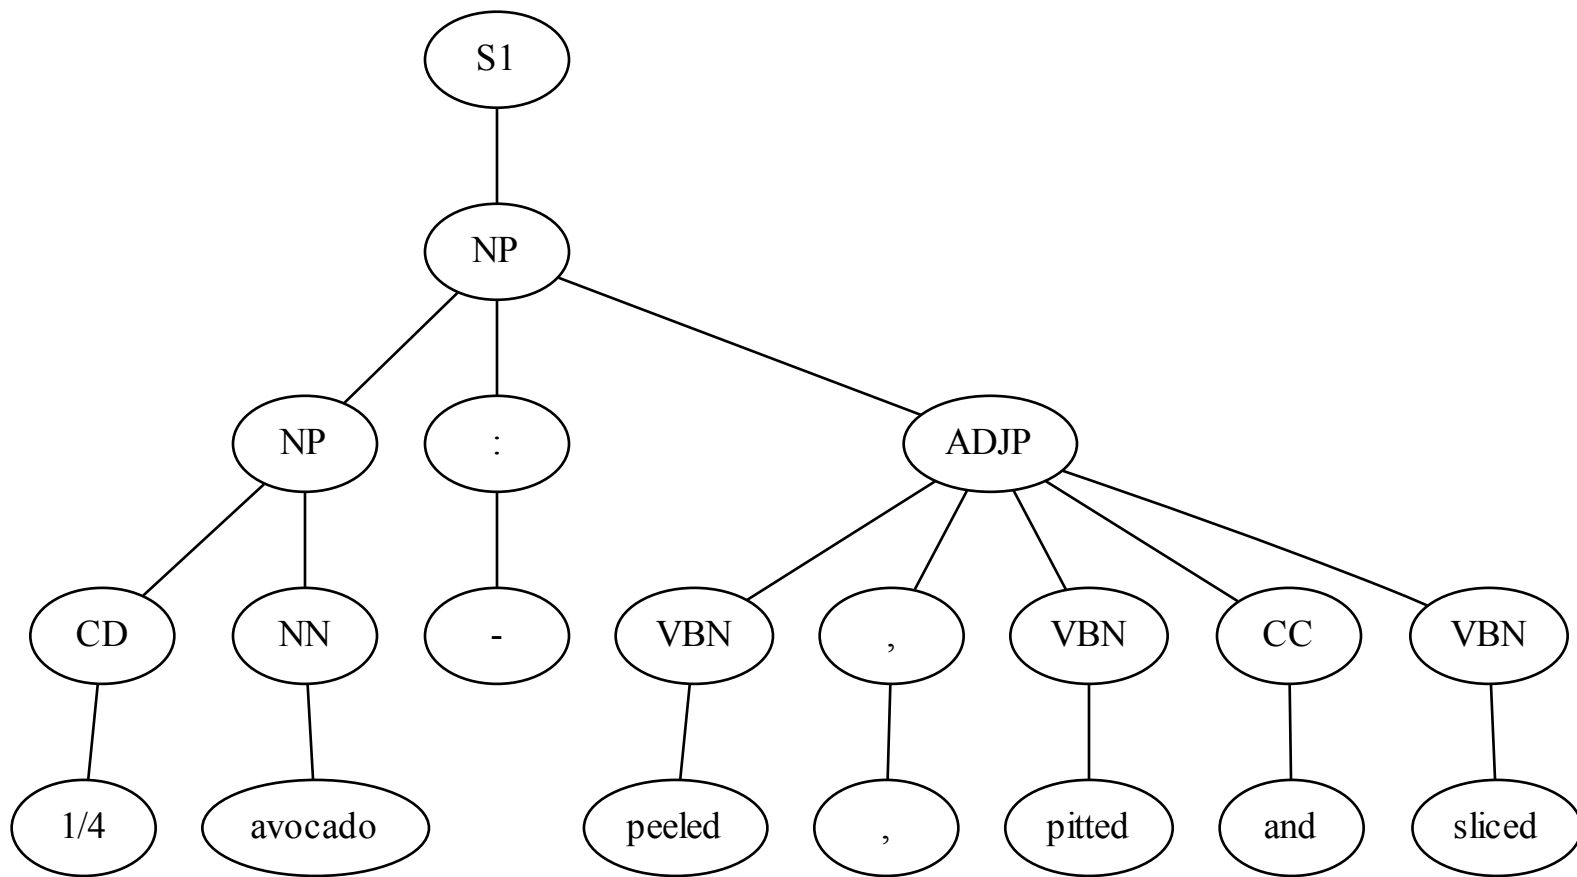 S1
NP
NP : ADJP
CD NN - VBN , VBN CC VBN
1/4 avocado peeled , pitted and sliced